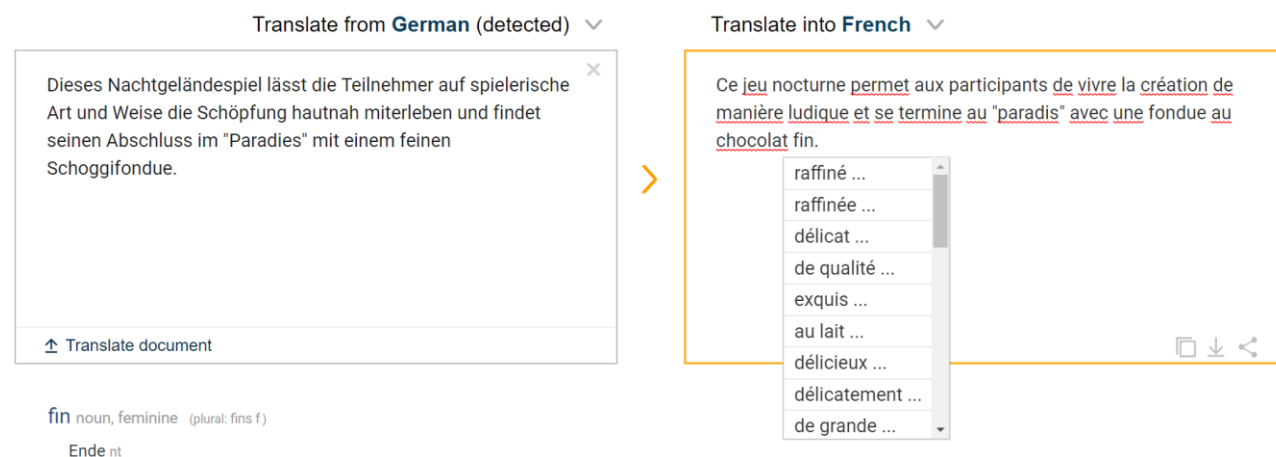 Translate from German (detected)
Translate into French
Dieses Nachtgeländespiel lässt die Teilnehmer auf spielerische
Art und Weise die Schöpfung hautnah miterleben und findet
seinen Abschluss im "Paradies" mit einem feinen
Schoggifondue.
Translate document
fin noun, feminine (plural: fins f)
Ende nt
Ce jeu nocturne permet aux participants de vivre la création de
manière ludique et se termine au "paradis" avec une fondue au
chocolat fin.
raffiné ...
raffinée ...
délicat ...
de qualité ...
exquis ...
au lait ...
délicieux ...
délicatement ...
de grande ...